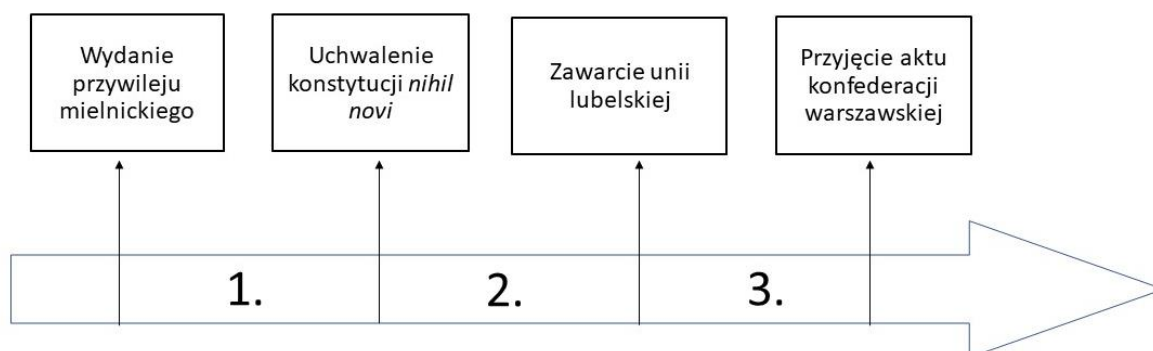 Wydanie
przywileju
mielnickiego
Uchwalenie
konstytucji nihil
novi
Zawarcie unii
lubelskiej
Przyjęcie aktu
konfederacji
warszawskiej
1.
2.
3.